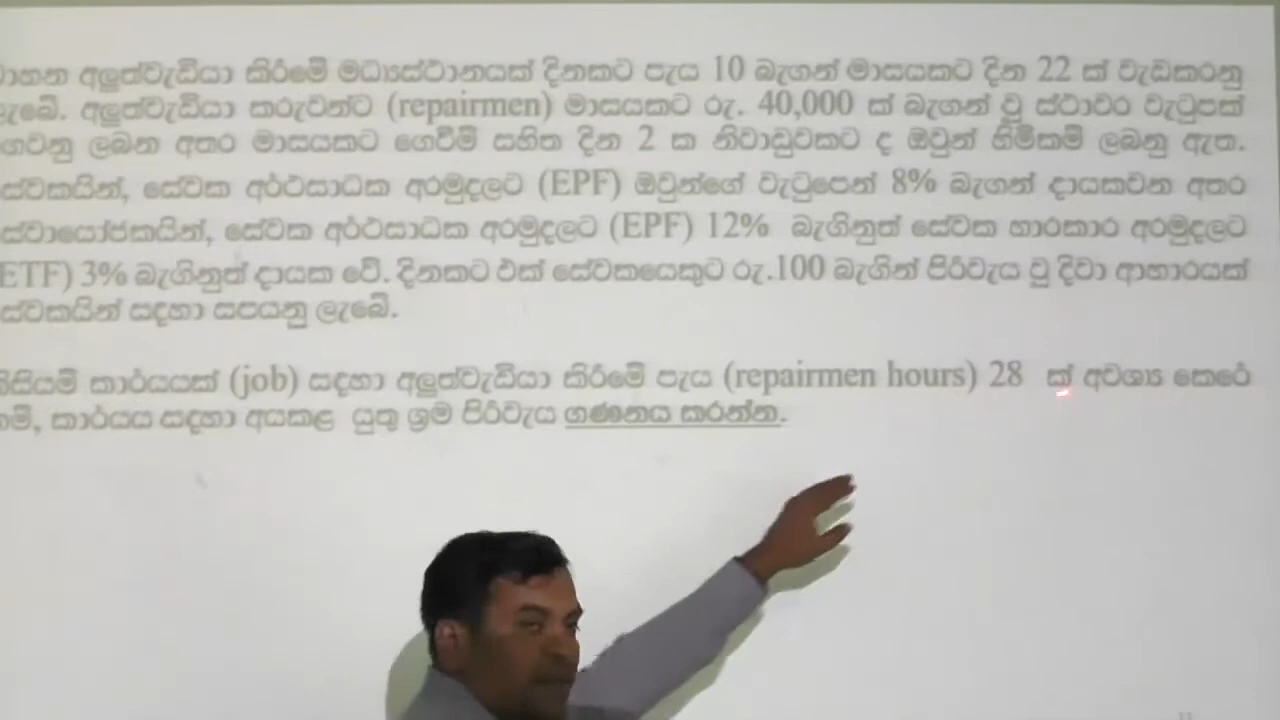 අලුත්වැඩියා කිරීමේ මධ්‍යස්ථානයක් දිනකට පැය 10 බැගින් මාසයකට දින 22 ක් වැඩකරනු
ලැබේ. අලුත්වැඩියා කරුවන්ට (repairmen) මාසයකට රු. 40,000 ක් බැගින් වූ ස්ථාවර වැටුපක්
ගෙවනු ලබන අතර මාසයකට ගෙවීම් සහිත දින 2 ක නිවාඩුවකට ද ඔවුන් හිමිකම් ලබනු ඇත.
සේවකයින්, සේවක අර්ථසාධක අරමුදලට (EPF) ඔවුන්ගේ වැටුපෙන් 8% බැගින් දායකවන අතර
සේවායෝජකයින්, සේවක අර්ථසාධක අරමුදලට (EPF) 12% බැගිනුත් සේවක භාරකාර අරමුදලට
(ETF) 3% බැගිනුත් දායක වේ. දිනකට එක් සේවකයෙකුට රු.100 බැගින් පිරිවැය වූ දිවා ආහාරයක්
සේවකයින් සඳහා සපයනු ලැබේ.
කිසියම් කාර්යයක් (job) සඳහා අලුත්වැඩියා කිරීමේ පැය (repairmen hours) 28 ක් අවශ්‍ය කෙරේ
නම්, කාර්යය සඳහා අයකළ යුතු ශ්‍රම පිරිවැය ගණනය කරන්න.